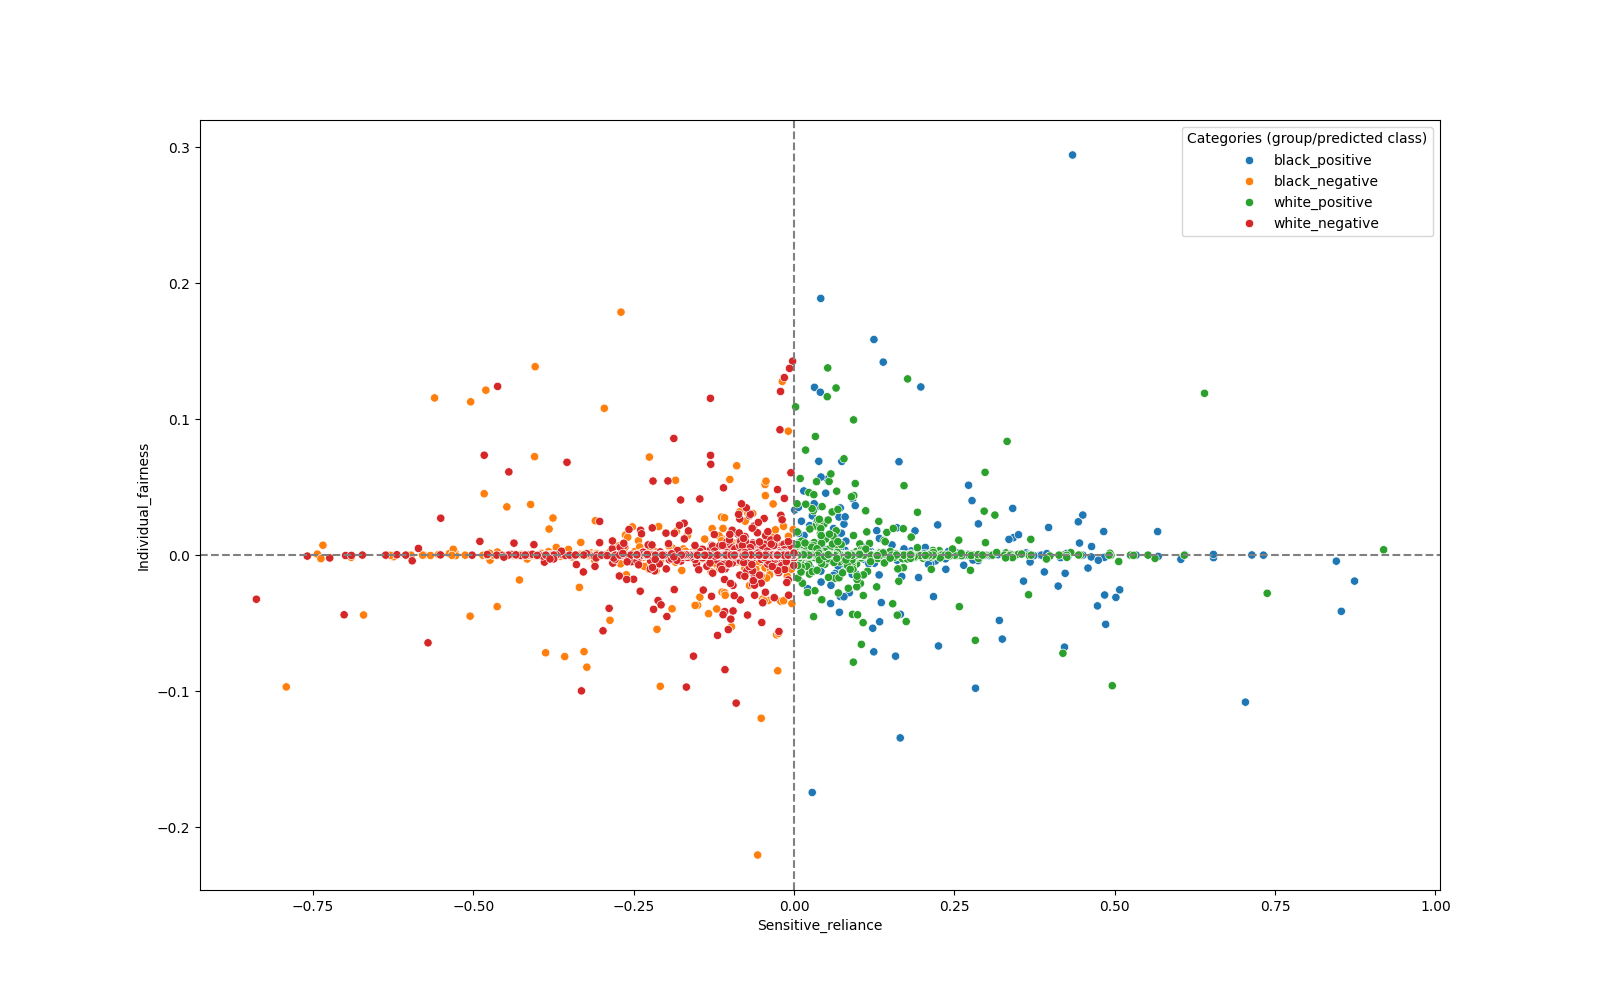 Categories (group/predicted class)
black_positive
black_negative
white_positive
white_negative
0.3
0.2
0.1
0.0
−0.1
−0.2
Individual_fairness
−0.75
−0.50
−0.25
0.00
0.25
0.50
0.75
1.00
Sensitive_reliance